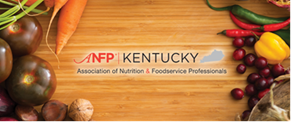 ANFP KENTUCKY
Association of Nutrition & Foodservice Professionals